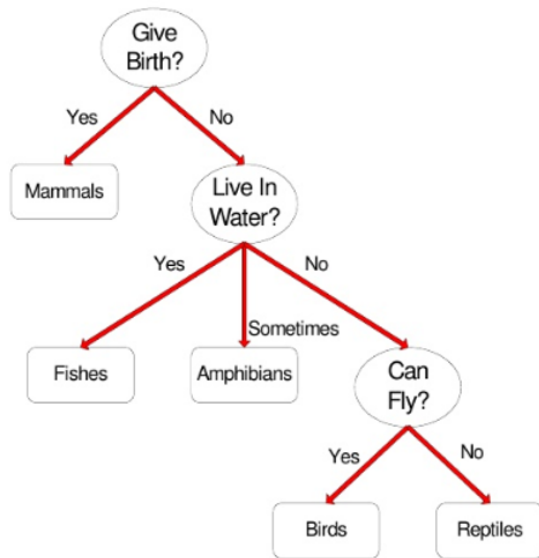 Give
Birth?
Yes
No
Mammals
Live In
Water?
Yes
No
Sometimes
Fishes
Amphibians
Can
Fly?
Yes
No
Birds
Reptiles